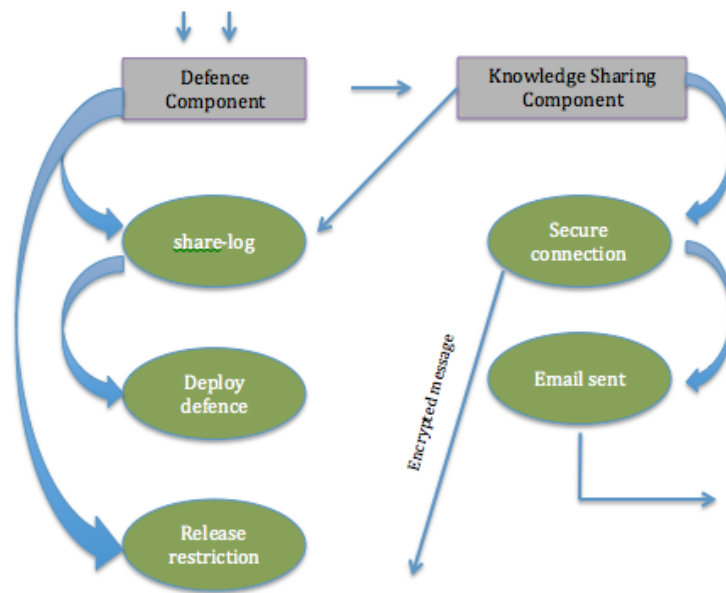 Defence
Component
Knowledge Sharing
Component
share-log
Secure
connection
Deploy
defence
Encrypted message
Email sent
Release
restriction